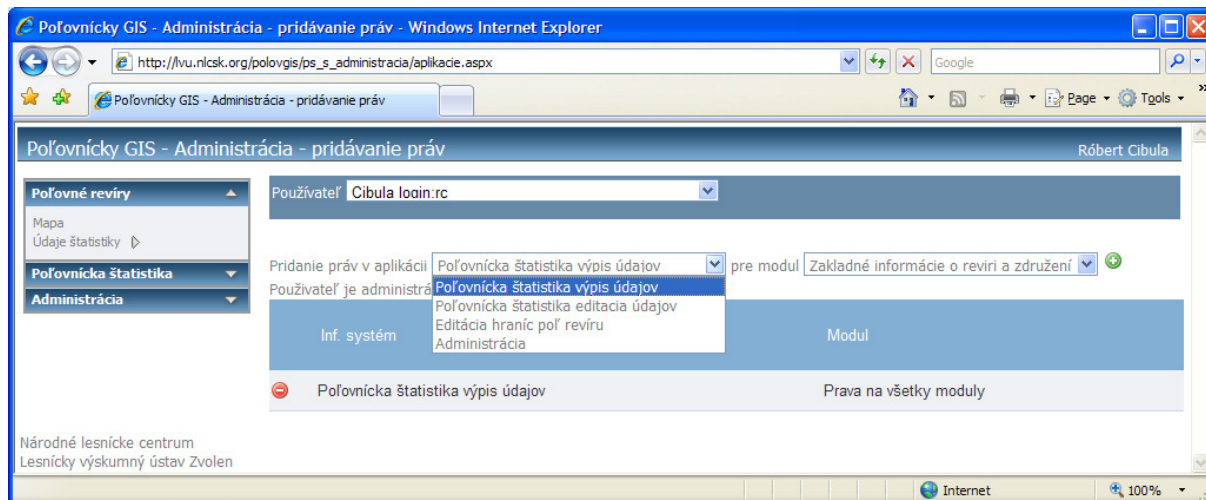 Poľovnícky GIS - Administrácia - pridávanie práv - Windows Internet Explorer
http://lvu.nlcsk.org/polovgis/ps_s_administracia/aplikacie.aspx
Google
Poľovnícky GIS - Administrácia - pridávanie práv
Page
Tools
»
Poľovnícky GIS - Administrácia - pridávanie práv
Róbert Cibula
Poľovné revíry
Mapa
Údaje štatistiky
Poľovnícka štatistika
Administrácia
Používateľ Cibula login:rc
Pridanie práv v aplikácii Poľovnícka štatistika výpis údajov pre modul Zakladné informácie o reviri a združení
Použivateľ je administrá
Poľovnícka štatistika výpis údajov
Poľovnícka štatistika editacia údajov
Editácia hraníc poľ revíru
Administrácia
Inf. systém Modul
Poľovnícka štatistika výpis údajov Prava na všetky moduly
Národné lesnícke centrum
Lesnícky výskumný ústav Zvolen
Internet 100%